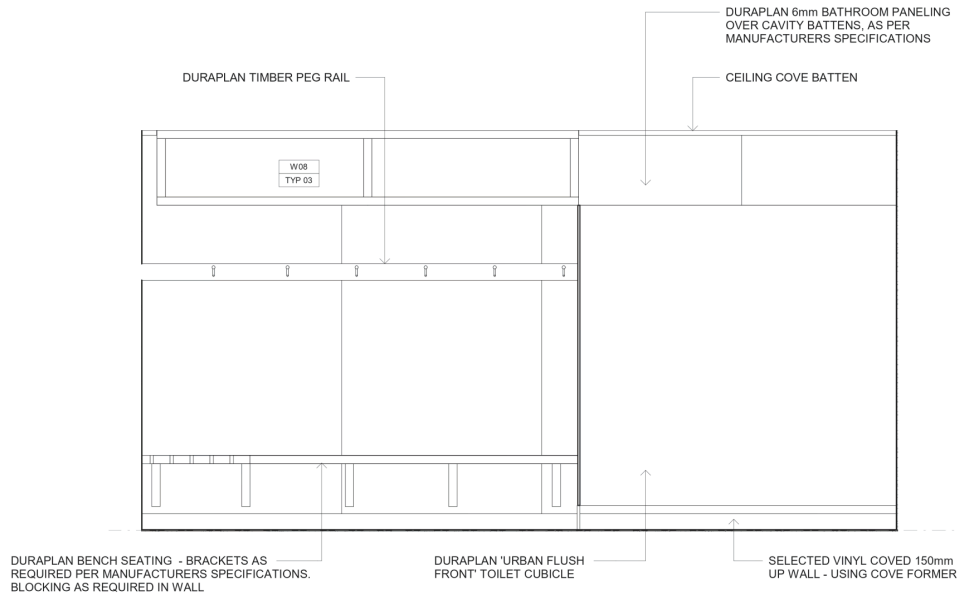 DURAPLAN 6mm BATHROOM PANELING
OVER CAVITY BATTENS, AS PER
MANUFACTURERS SPECIFICATIONS
DURAPLAN TIMBER PEG RAIL
CEILING COVE BATTEN
W08
TYP 03
DURAPLAN BENCH SEATING - BRACKETS AS
REQUIRED PER MANUFACTURERS SPECIFICATIONS.
BLOCKING AS REQUIRED IN WALL
DURAPLAN 'URBAN FLUSH
FRONT' TOILET CUBICLE
SELECTED VINYL COVED 150mm
UP WALL - USING COVE FORMER